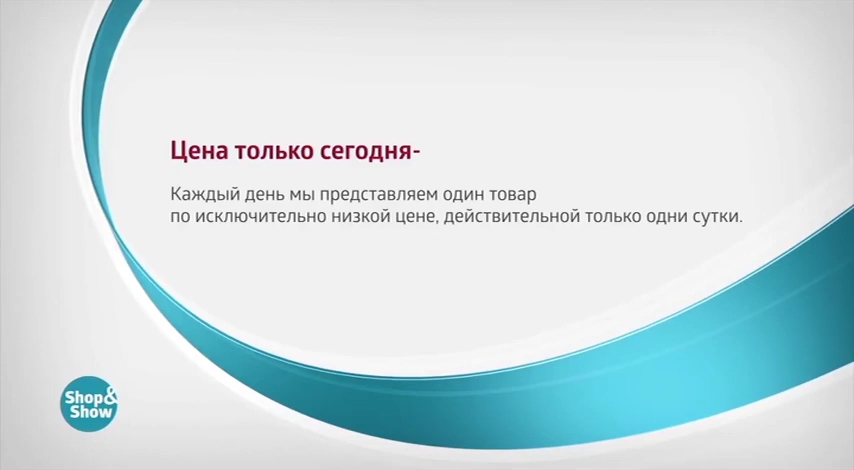 Цена только сегодня-
Каждый день мы представляем один товар
по исключительно низкой цене, действительной только одни сутки.
Shop&
Show